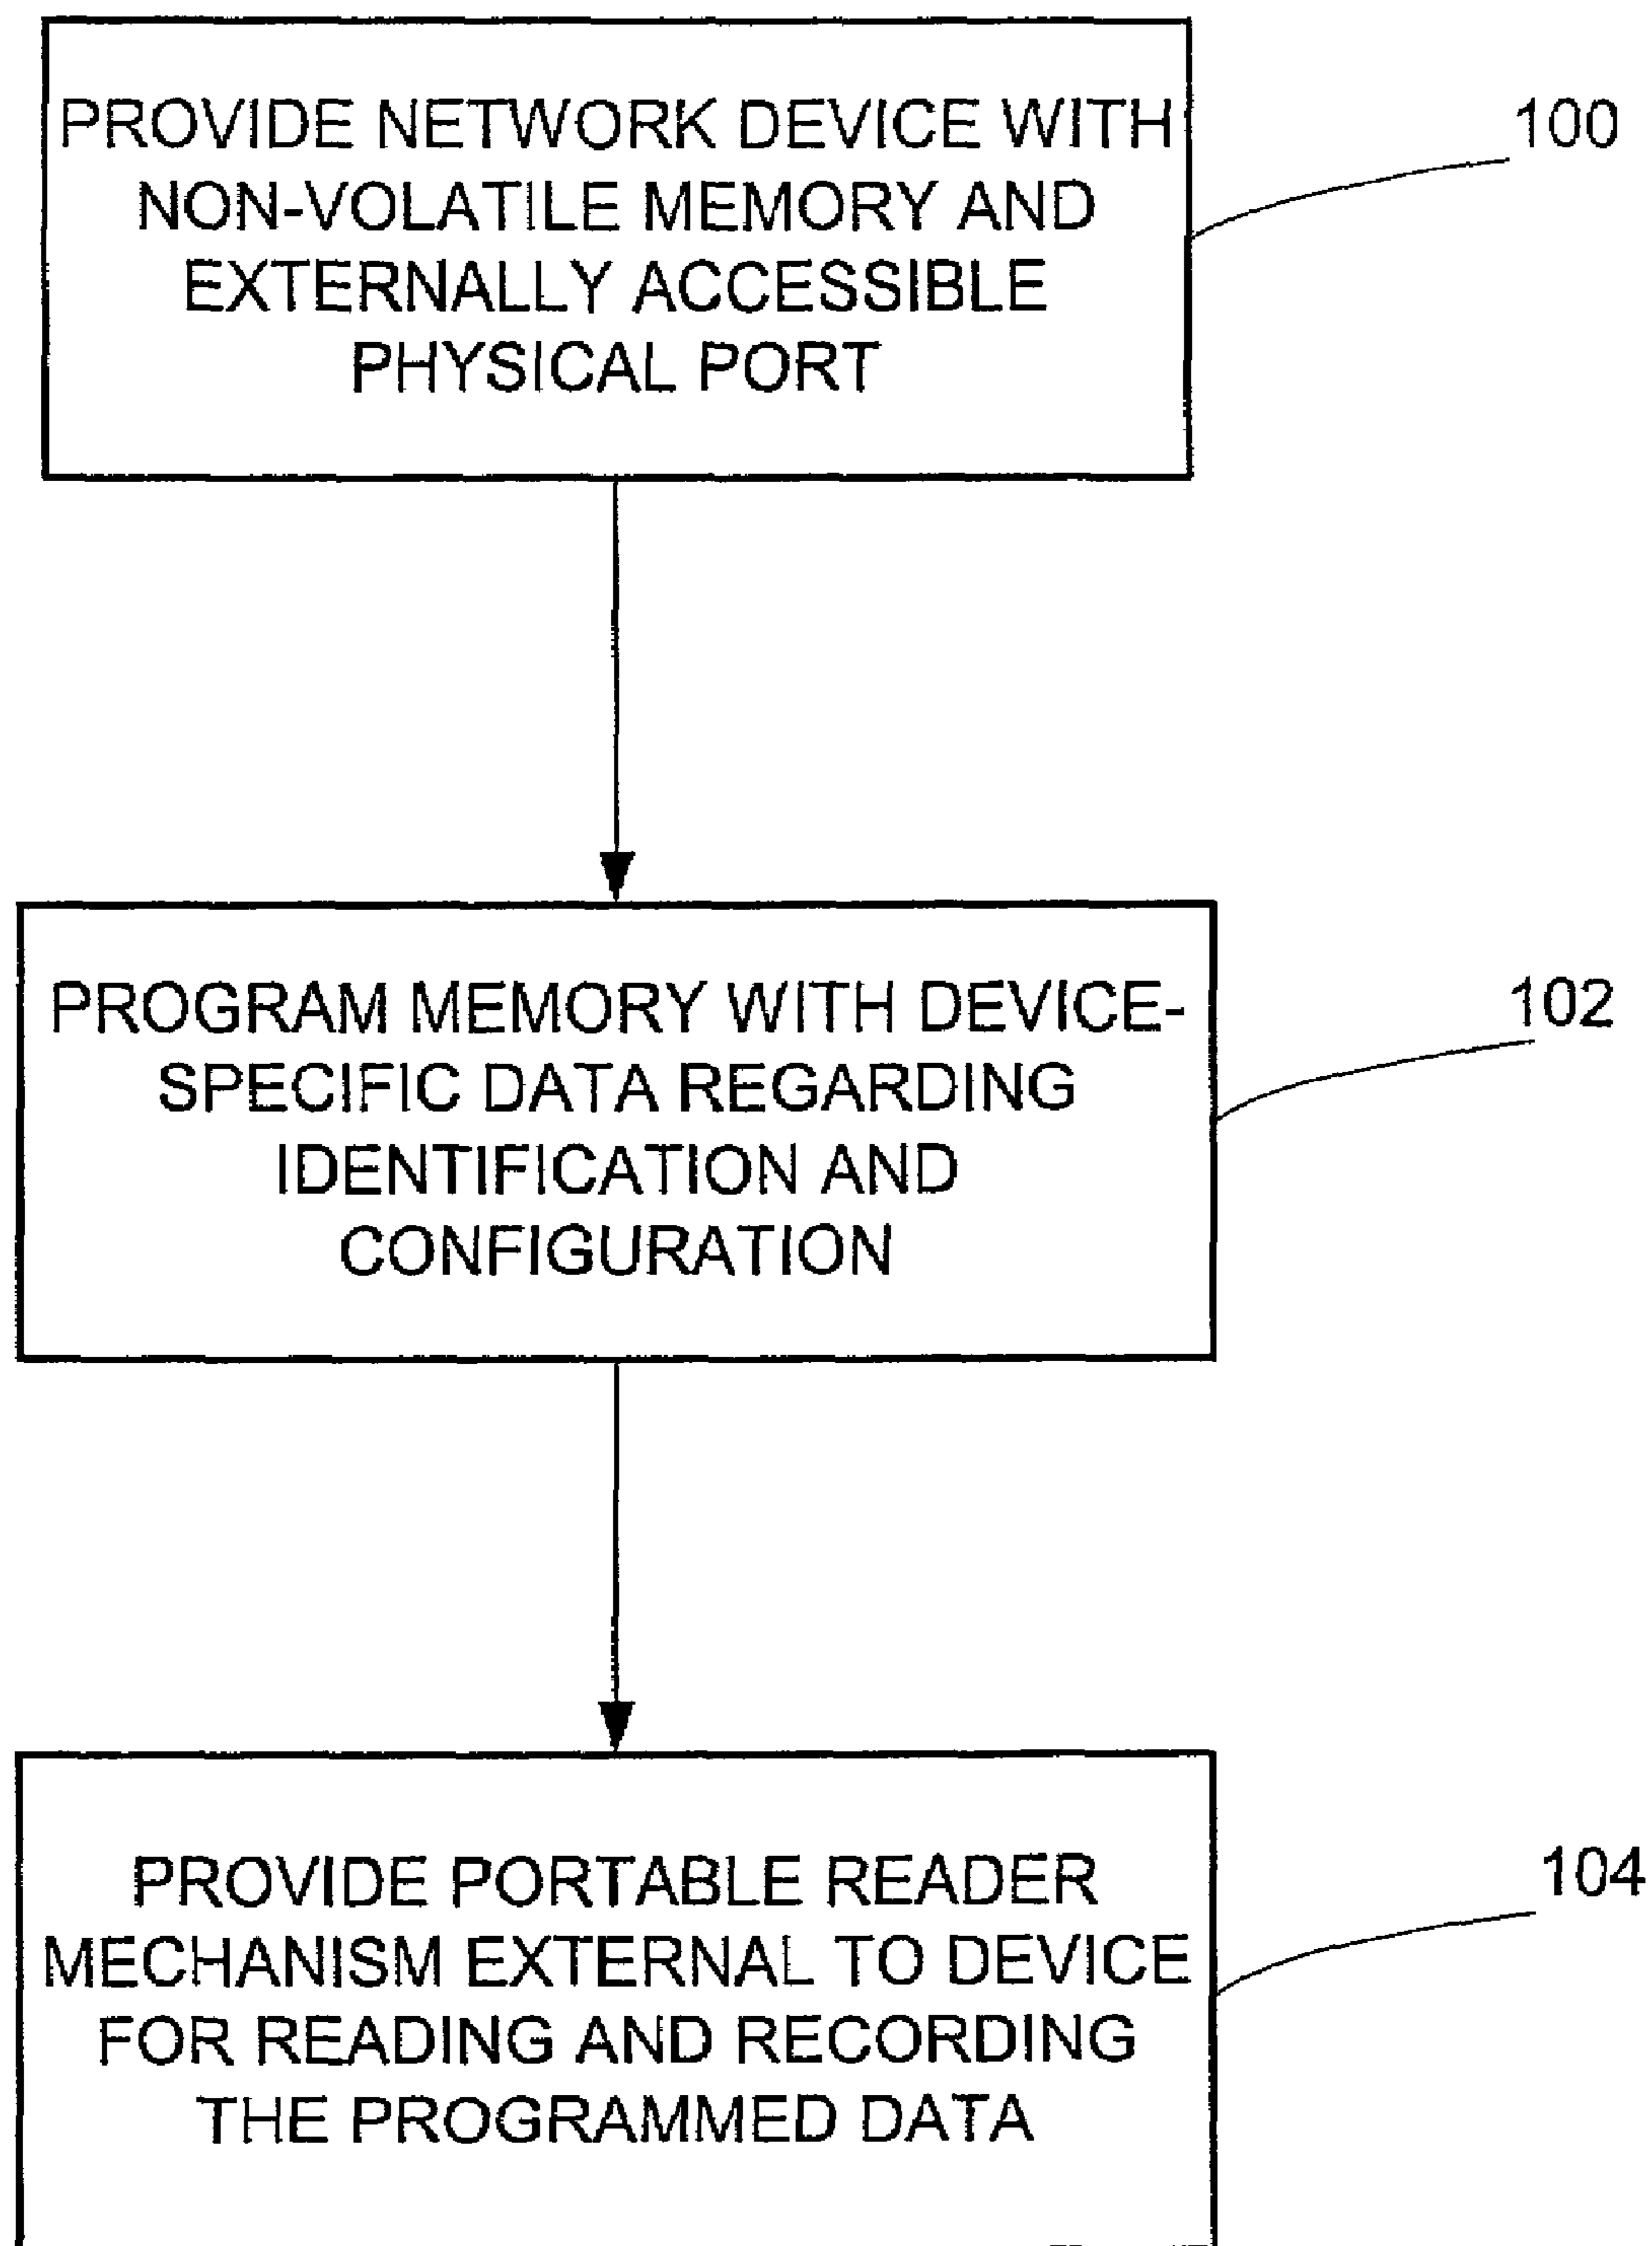 PROVIDE NETWORK DEVICE WITH
NON-VOLATILE MEMORY AND
EXTERNALLY ACCESSIBLE
PHYSICAL PORT
100
PROGRAM MEMORY WITH DEVICE-
SPECIFIC DATA REGARDING
IDENTIFICATION AND
CONFIGURATION
102
PROVIDE PORTABLE READER
MECHANISM EXTERNAL TO DEVICE
FOR READING AND RECORDING
THE PROGRAMMED DATA
104